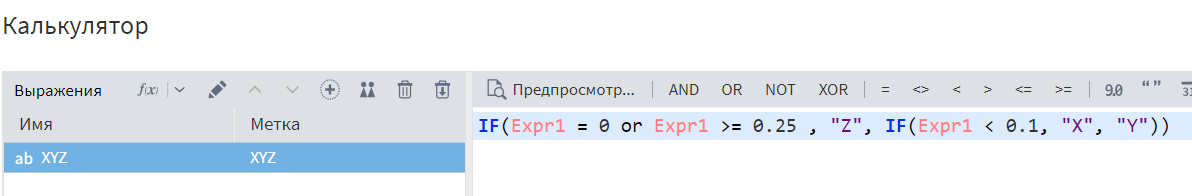 Калькулятор
Выражения f(x) Предпросмотр... AND OR NOT XOR = <> < > <= >= 9.0 “ ” 31
Имя Метка IF(Expr1 = 0 or Expr1 >= 0.25 , "Z", IF(Expr1 < 0.1, "X", "Y"))
ab XYZ XYZ